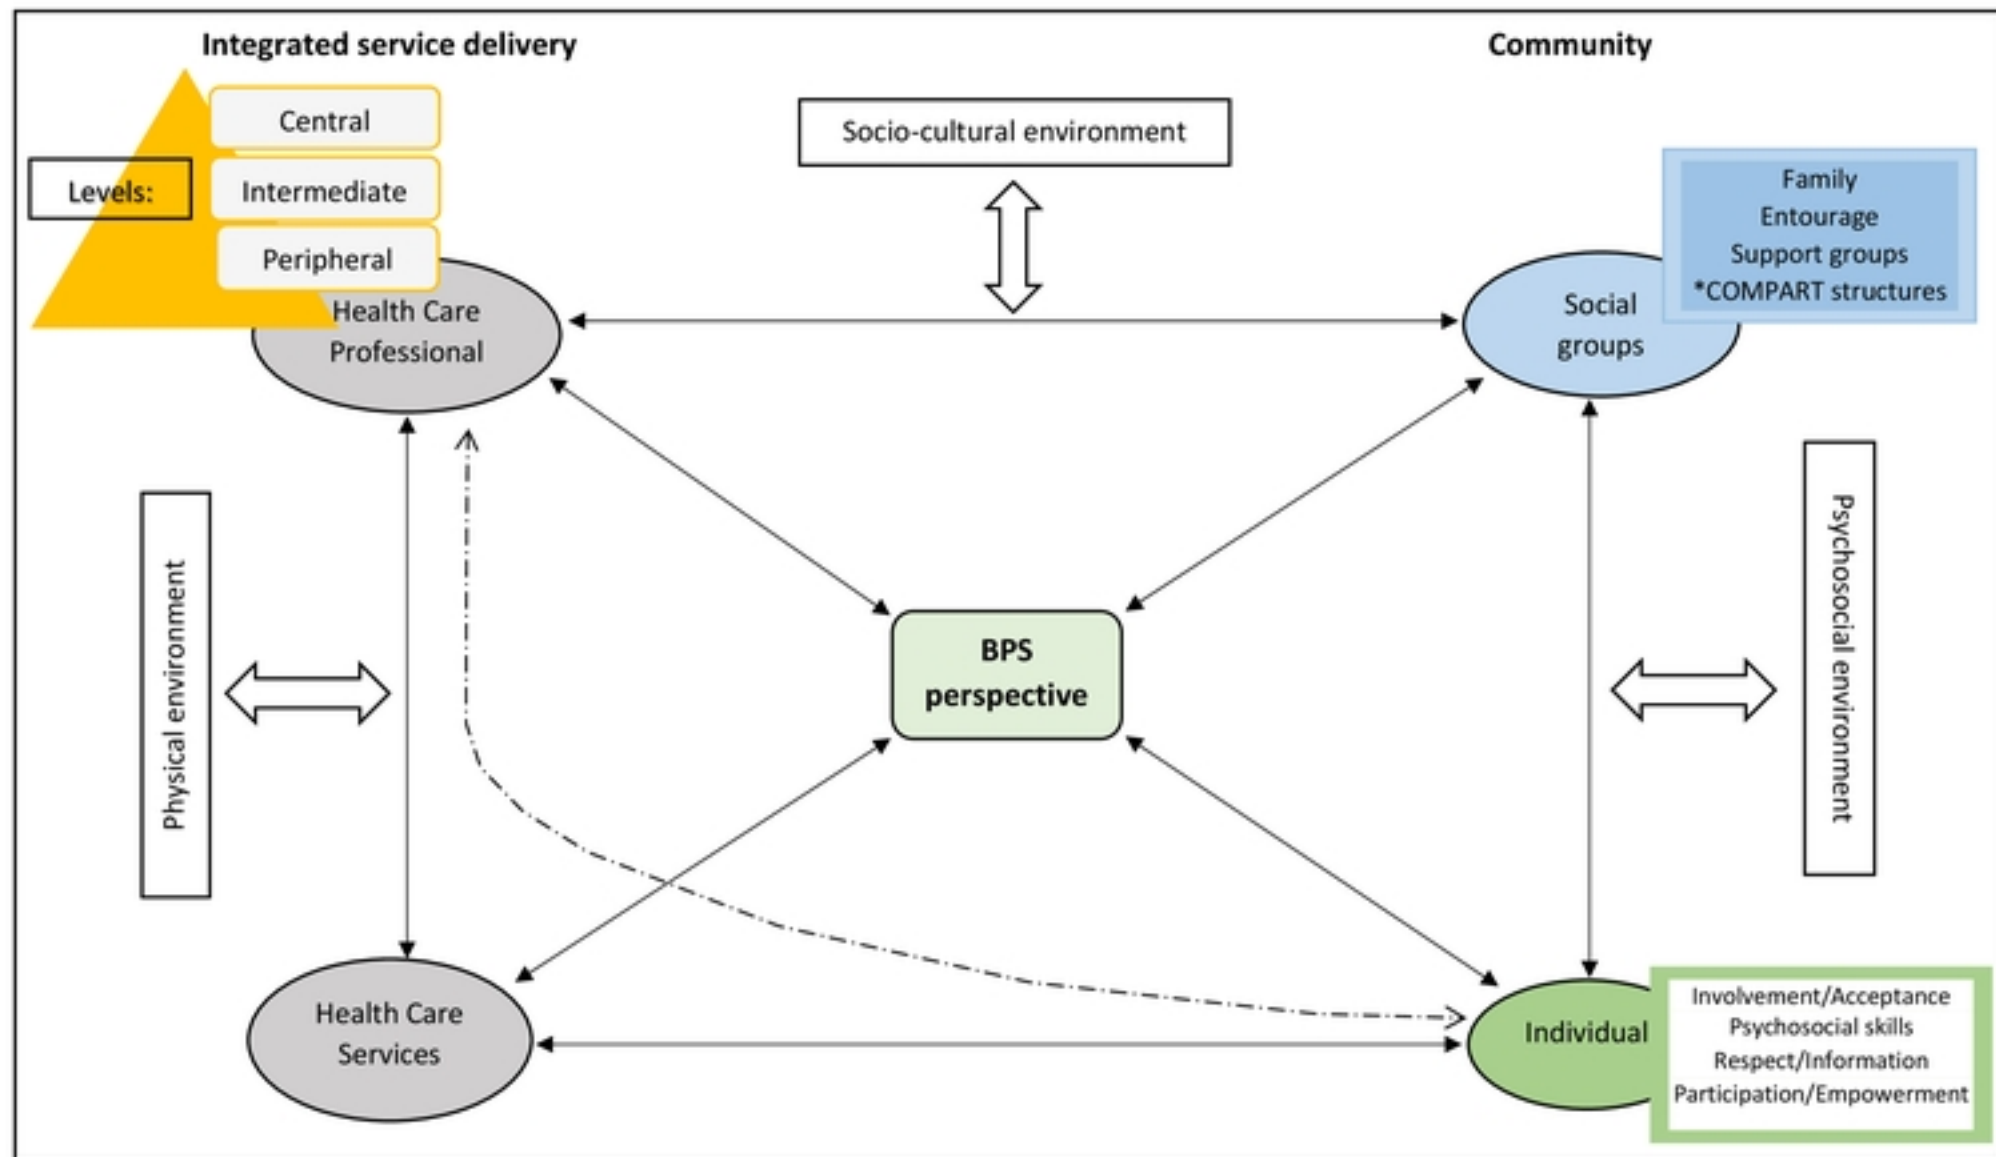 Integrated service delivery
Community
Central
Socio-cultural environment
Levels:
Intermediate
Peripheral
Family
Entourage
Support groups
*COMPART structures
Health Care
Professional
Social
groups
Physical environment
Psychosocial environment
BPS
perspective
Health Care
Services
Individual
Involvement/Acceptance
Psychosocial skills
Respect/Information
Participation/Empowerment